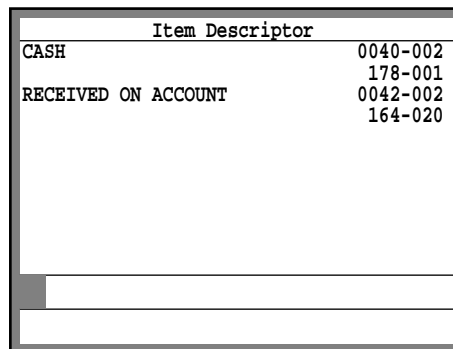 Item Descriptor
CASH 0040-002
178-001
RECEIVED ON ACCOUNT 0042-002
164-020